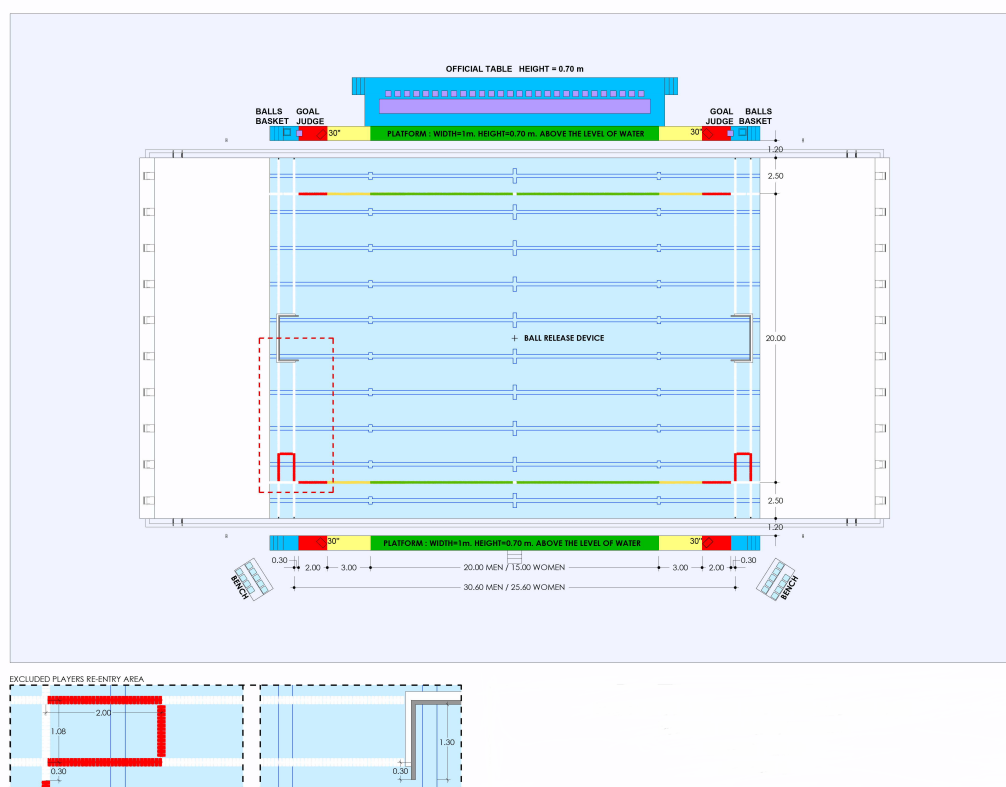 OFFICIAL TABLE HEIGHT = 0.70 m
BALLS BASKET
GOAL JUDGE
GOAL JUDGE
BALLS BASKET
30"
PLATFORM : WIDTH=1m. HEIGHT=0.70 m. ABOVE THE LEVEL OF WATER
30"
1.20
2.50
BALL RELEASE DEVICE
20.00
2.50
1.20
30"
PLATFORM : WIDTH=1m. HEIGHT=0.70 m. ABOVE THE LEVEL OF WATER
30"
0.30
2.00
3.00
20.00 MEN / 15.00 WOMEN
3.00
2.00
0.30
BENCH
30.60 MEN / 25.60 WOMEN
BENCH
EXCLUDED PLAYERS RE-ENTRY AREA
2.00
1.08
0.30
1.30
0.30